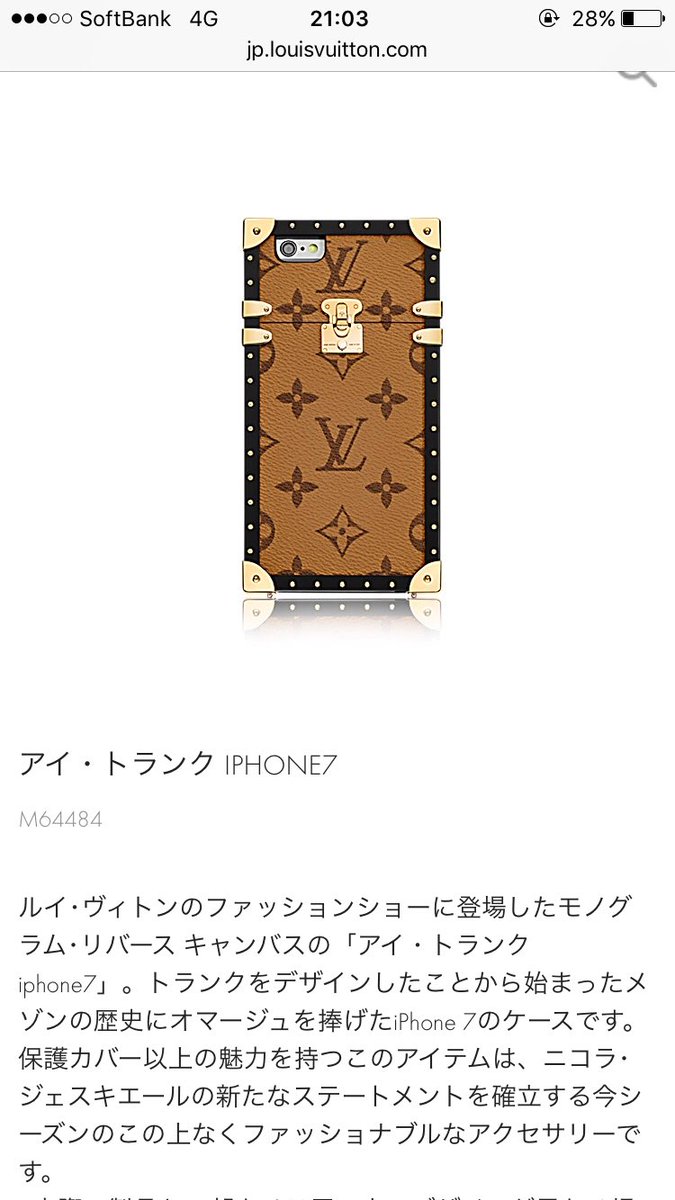 SoftBank 4G 21:03 28%
jp.louisvuitton.com
LV
LV
アイ・トランク IPHONE7
M64484
ルイ・ヴィトンのファッションショーに登場したモノグ
ラム・リバース キャンバスの「アイ・トランク
iphone7」。トランクをデザインしたことから始まったメ
ゾンの歴史にオマージュを捧げたiPhone 7のケースです。
保護カバー以上の魅力を持つこのアイテムは、ニコラ・
ジェスキエールの新たなステートメントを確立する今シ
ーズンのこの上なくファッショナブルなアクセサリーで
す。